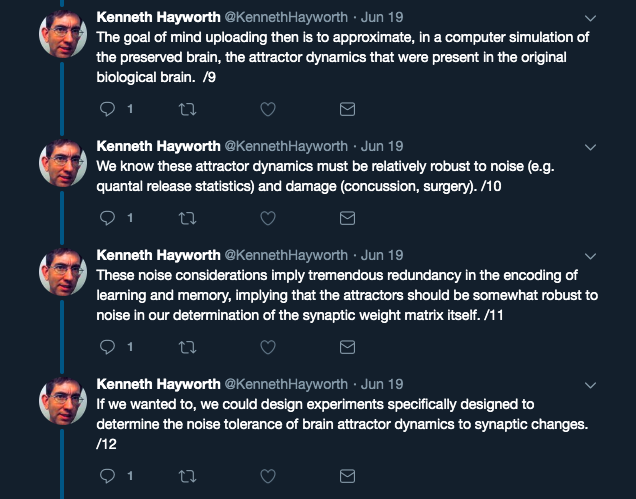 Kenneth Hayworth @KennethHayworth · Jun 19
The goal of mind uploading then is to approximate, in a computer simulation of
the preserved brain, the attractor dynamics that were present in the original
biological brain. /9
1
Kenneth Hayworth @KennethHayworth · Jun 19
We know these attractor dynamics must be relatively robust to noise (e.g.
quantal release statistics) and damage (concussion, surgery). /10
1
Kenneth Hayworth @KennethHayworth · Jun 19
These noise considerations imply tremendous redundancy in the encoding of
learning and memory, implying that the attractors should be somewhat robust to
noise in our determination of the synaptic weight matrix itself. /11
1
Kenneth Hayworth @KennethHayworth · Jun 19
If we wanted to, we could design experiments specifically designed to
determine the noise tolerance of brain attractor dynamics to synaptic changes.
/12
1